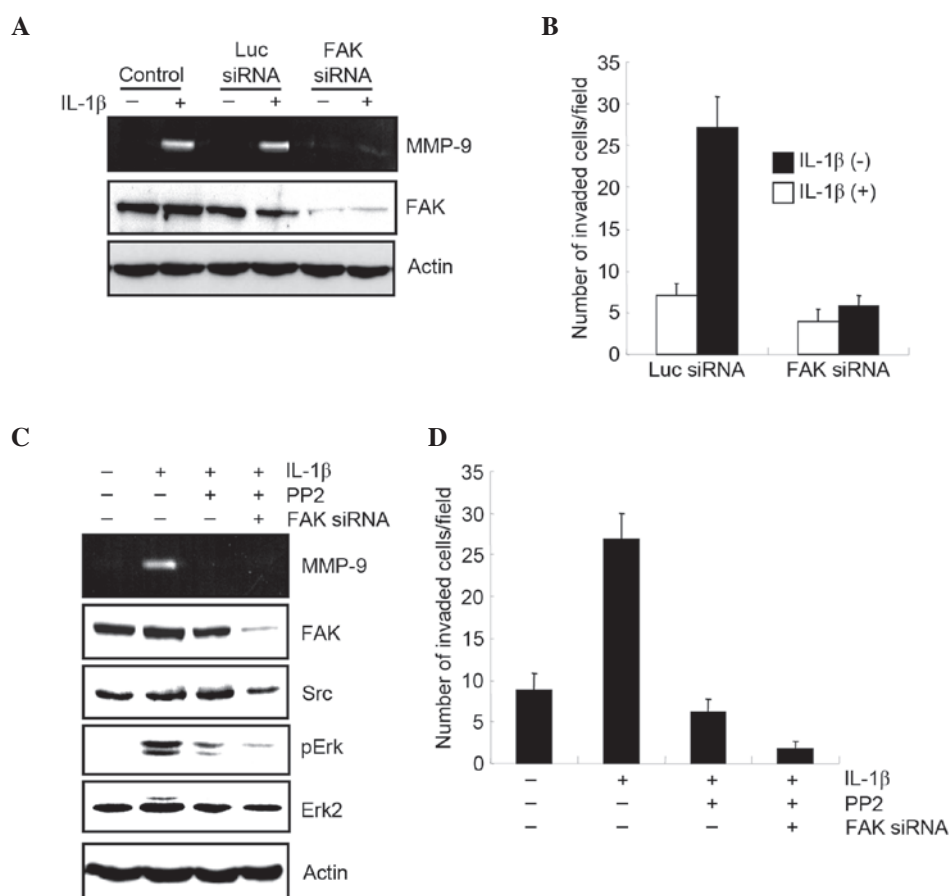 A
Luc FAK
Control siRNA siRNA
IL-1β − + − + − +
MMP-9
FAK
Actin
B
Number of invaded cells/field
35
30
25
20
15
10
5
0
IL-1β (-)
IL-1β (+)
Luc siRNA FAK siRNA
C
− + + + IL-1β
− − + + PP2
− − − + FAK siRNA
MMP-9
FAK
Src
pErk
Erk2
Actin
D
Number of invaded cells/field
35
30
25
20
15
10
5
0
− + + + IL-1β
− − + + PP2
− − − + FAK siRNA